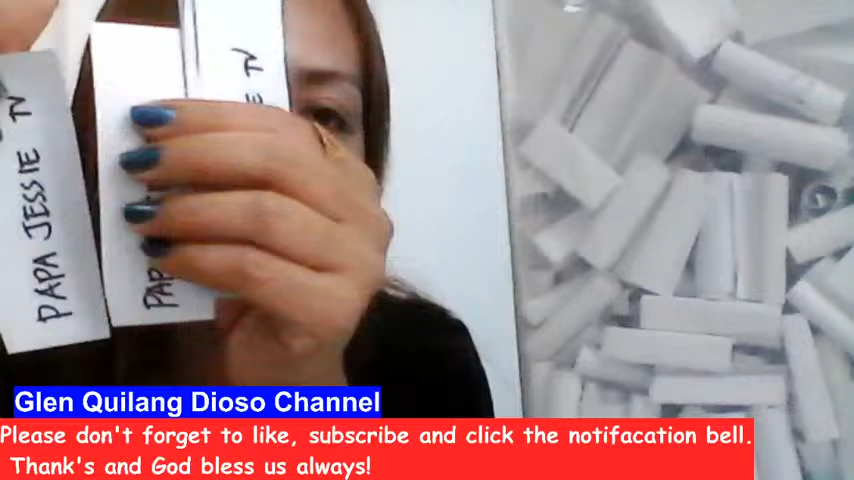 PAPA JESSIE TV
PAP
E TV
Glen Quilang Dioso Channel
Please don't forget to like, subscribe and click the notifacation bell.
Thank's and God bless us always!